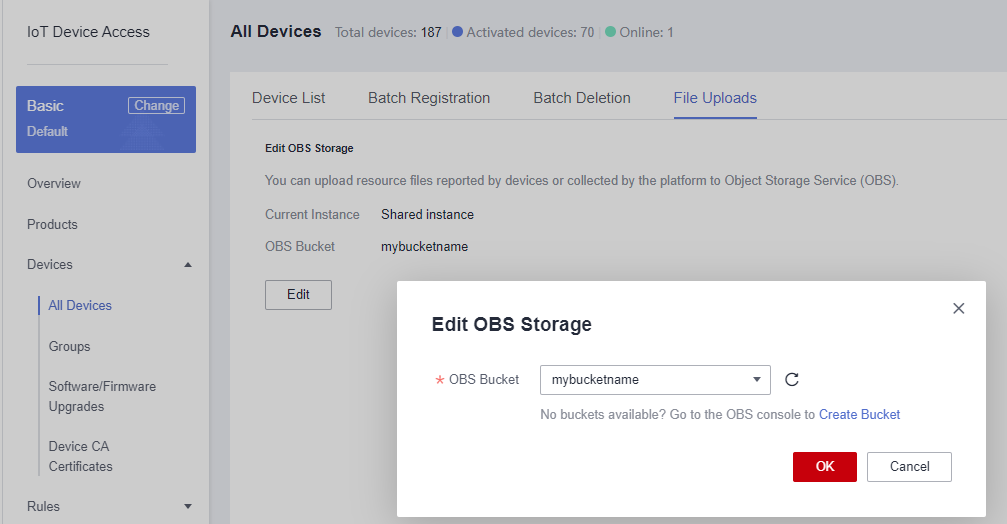 IoT Device Access
Basic
Change
Default
Overview
Products
Devices
All Devices
Groups
Software/Firmware
Upgrades
Device CA
Certificates
Rules
All Devices Total devices: 187 Activated devices: 70 Online: 1
Device List Batch Registration Batch Deletion File Uploads
Edit OBS Storage
You can upload resource files reported by devices or collected by the platform to Object Storage Service (OBS).
Current Instance Shared instance
OBS Bucket mybucketname
Edit
Edit OBS Storage
* OBS Bucket mybucketname
No buckets available? Go to the OBS console to Create Bucket
OK Cancel